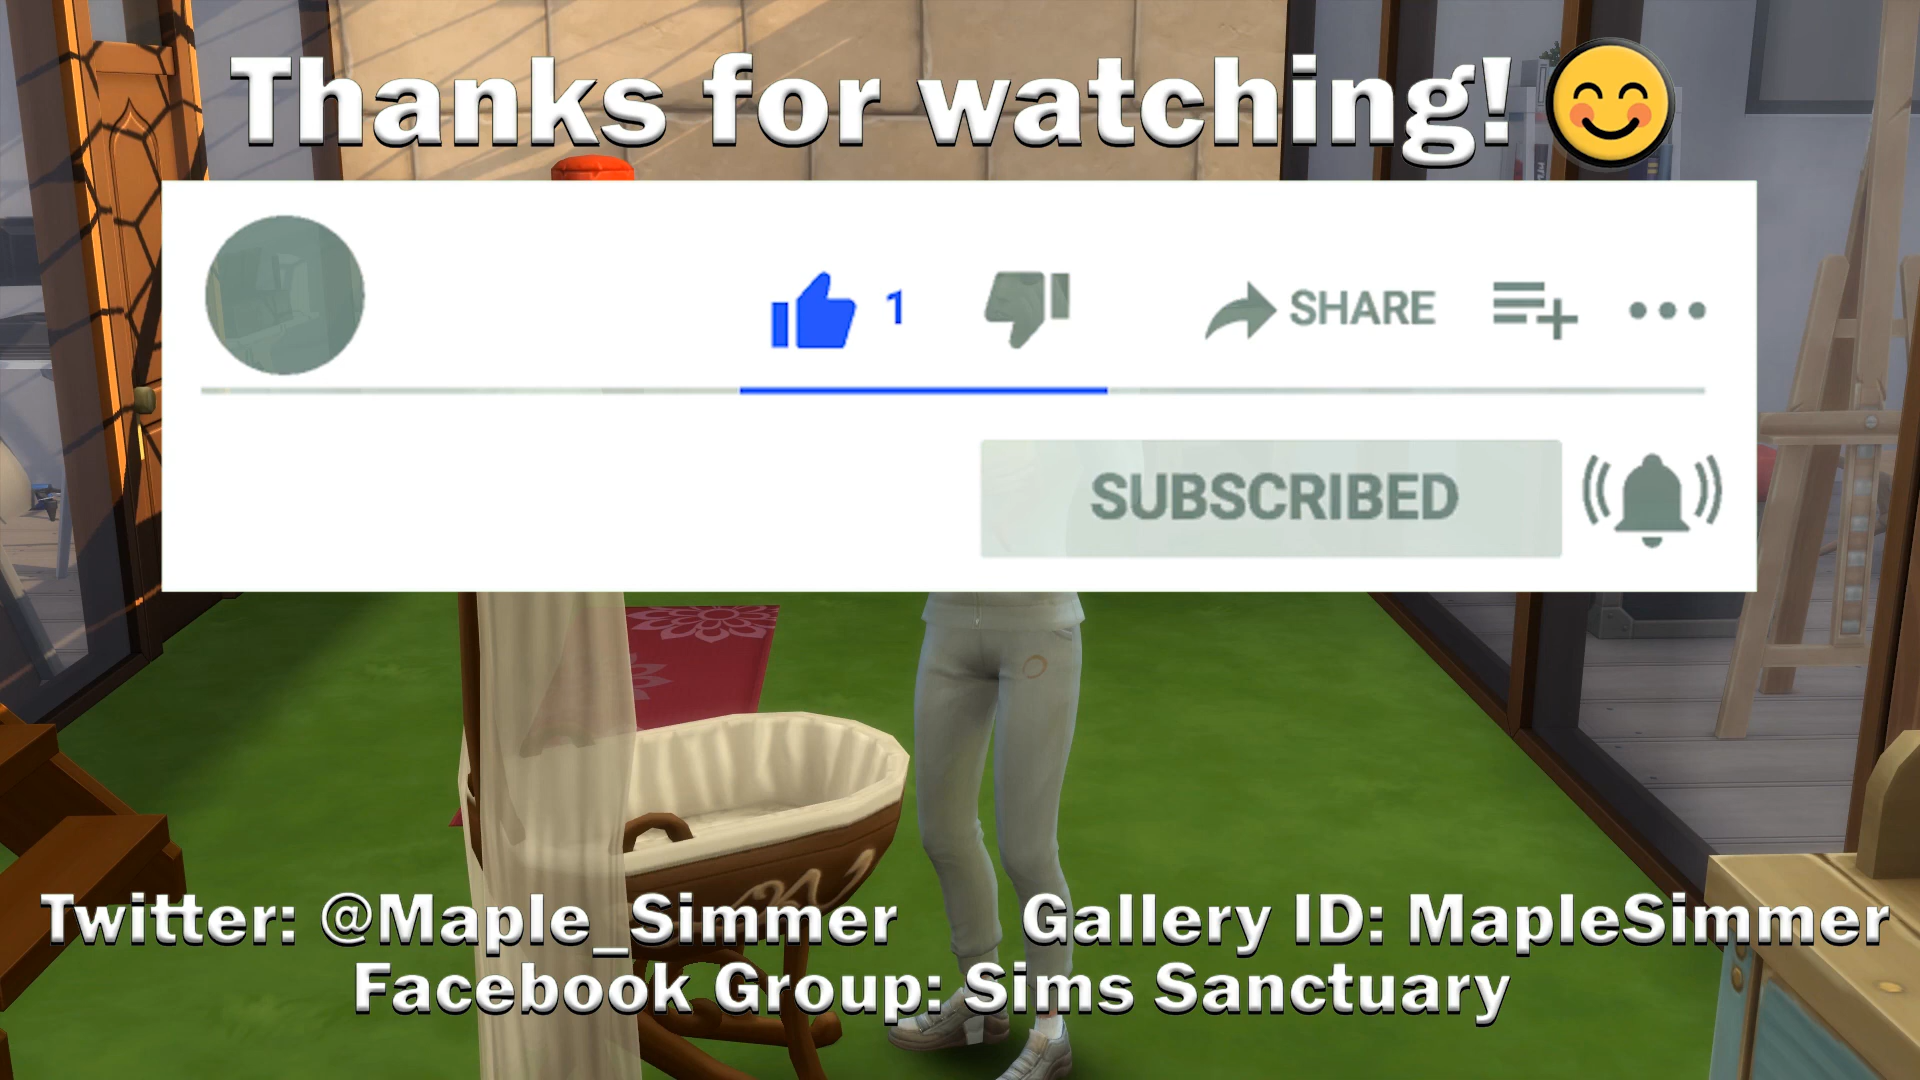 Thanks for watching! 😊
1 SHARE
SUBSCRIBED
Twitter: @Maple_Simmer Gallery ID: MapleSimmer
Facebook Group: Sims Sanctuary